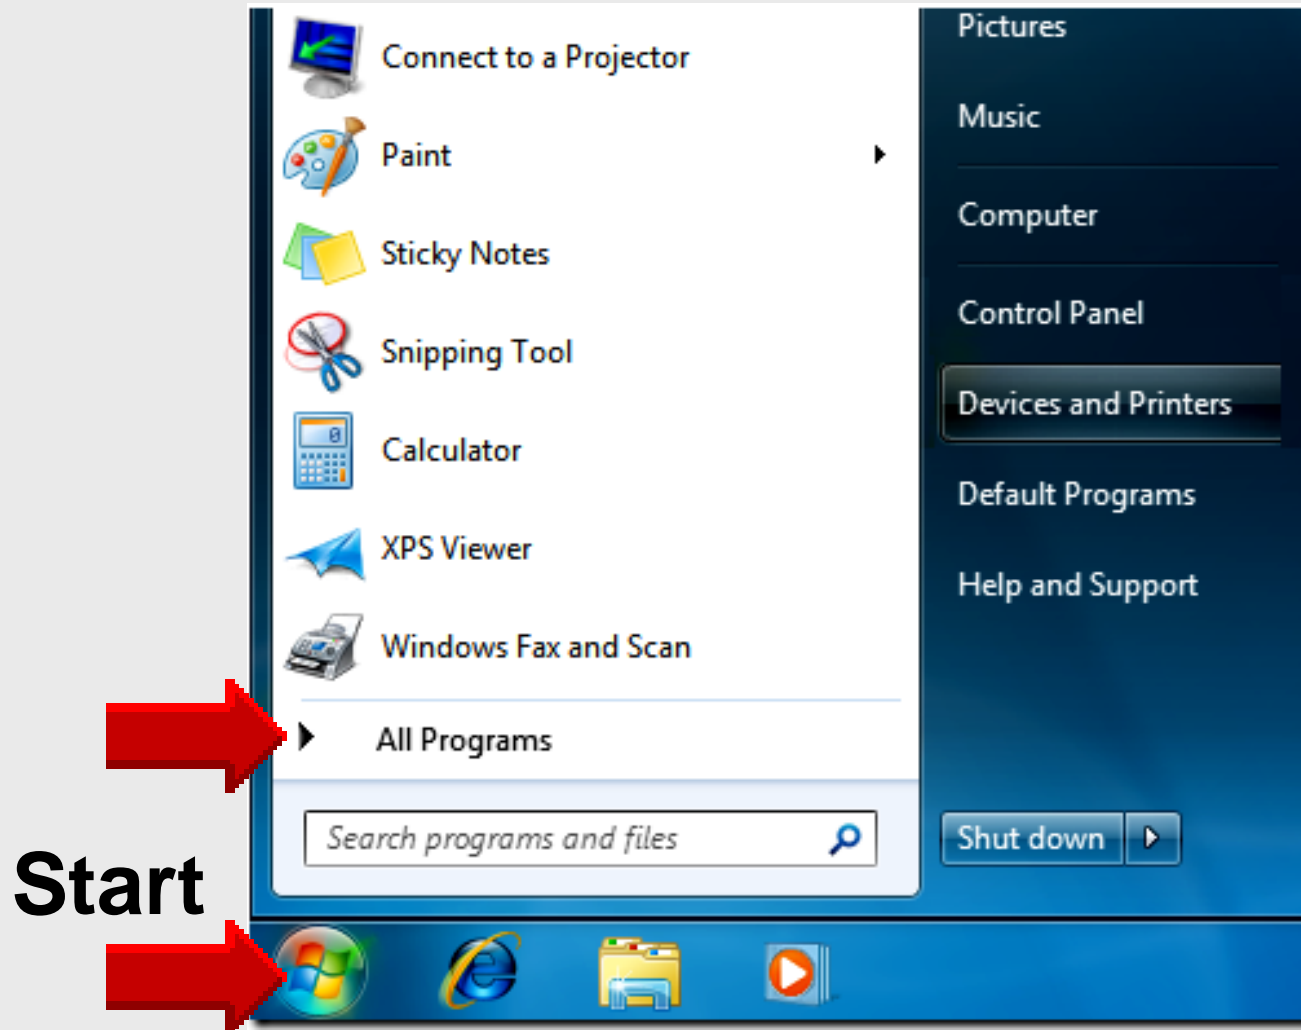 Connect to a Projector
Paint
Sticky Notes
Snipping Tool
Calculator
XPS Viewer
Windows Fax and Scan
All Programs
Search programs and files
Pictures
Music
Computer
Control Panel
Devices and Printers
Default Programs
Help and Support
Shut down
Start